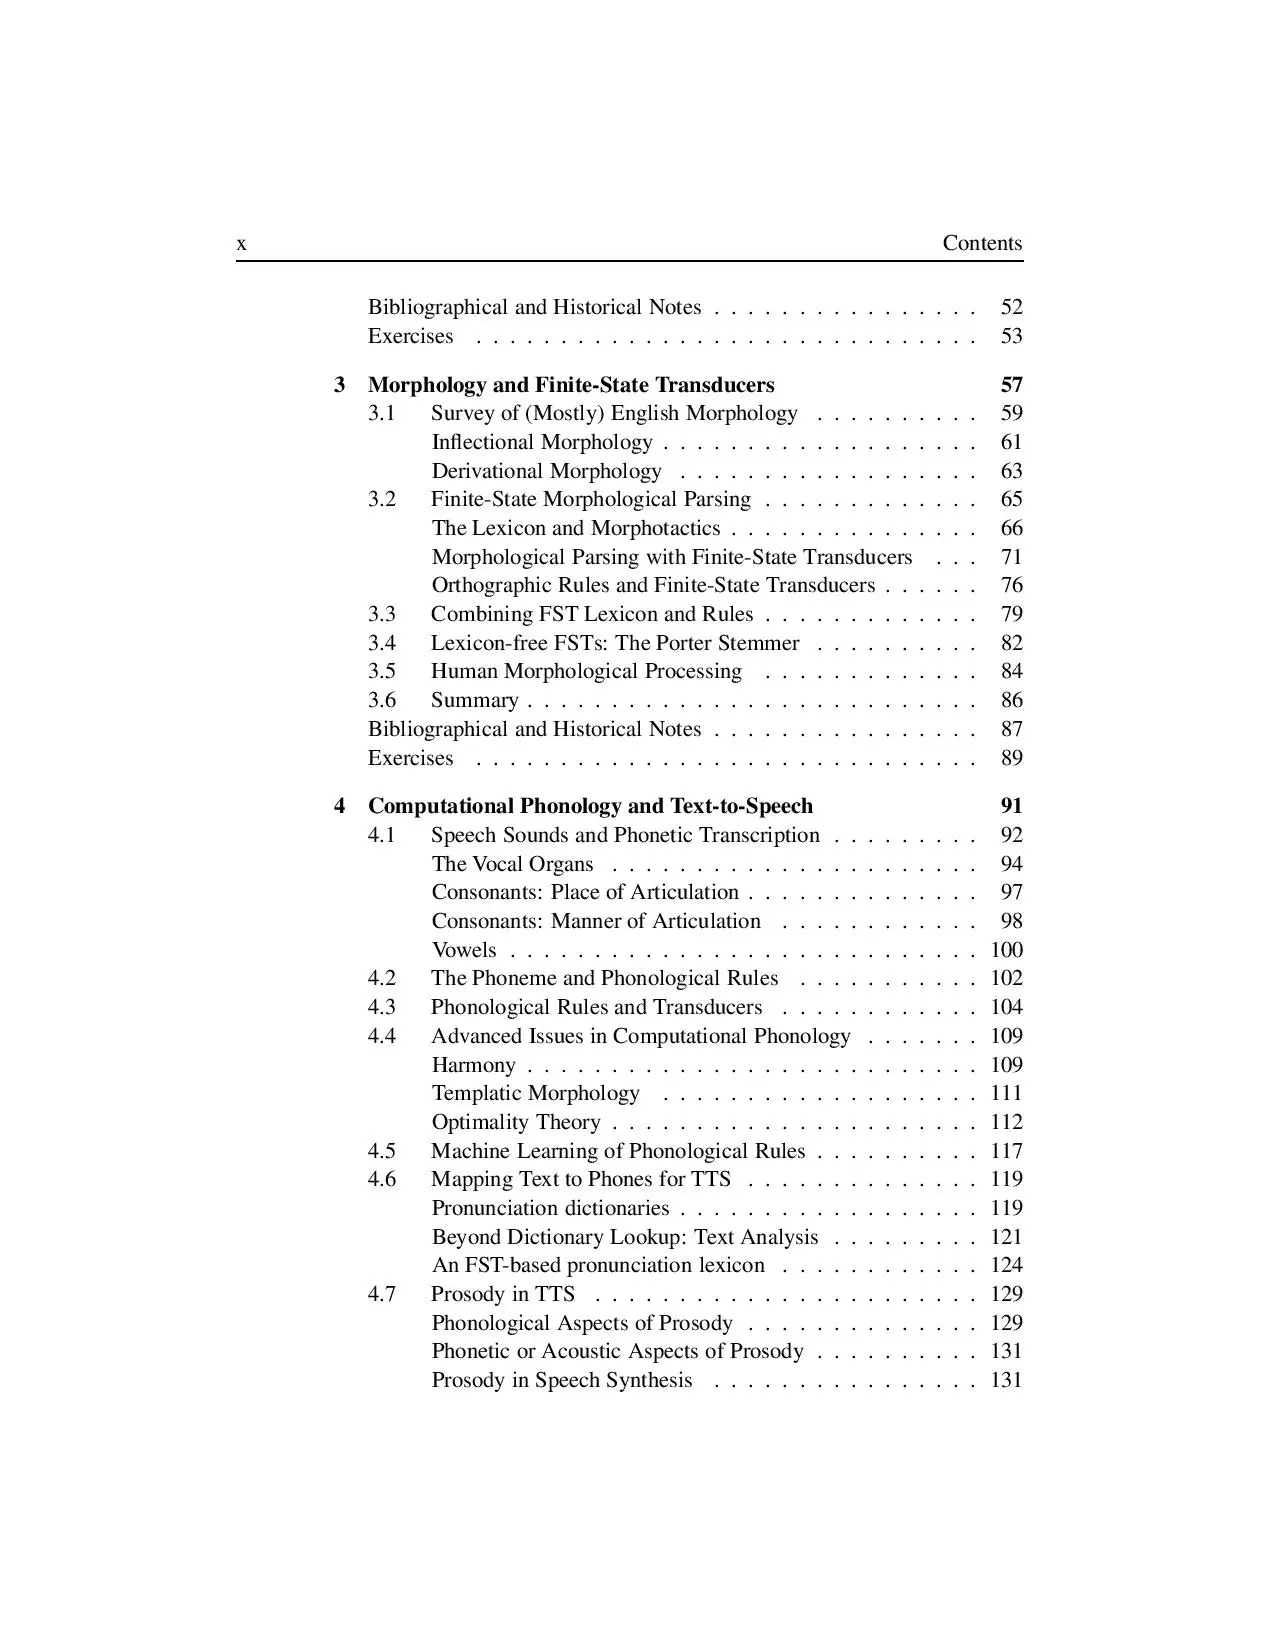 x Contents
Bibliographical and Historical Notes . . . . . . . . . . . . . . . . 52
Exercises . . . . . . . . . . . . . . . . . . . . . . . . . . . . . . 53
3 Morphology and Finite-State Transducers 57
3.1 Survey of (Mostly) English Morphology . . . . . . . . . . 59
Inflectional Morphology . . . . . . . . . . . . . . . . . . . 61
Derivational Morphology . . . . . . . . . . . . . . . . . . 63
3.2 Finite-State Morphological Parsing . . . . . . . . . . . . . 65
The Lexicon and Morphotactics . . . . . . . . . . . . . . . 66
Morphological Parsing with Finite-State Transducers . . . 71
Orthographic Rules and Finite-State Transducers . . . . . . 76
3.3 Combining FST Lexicon and Rules . . . . . . . . . . . . . 79
3.4 Lexicon-free FSTs: The Porter Stemmer . . . . . . . . . . 82
3.5 Human Morphological Processing . . . . . . . . . . . . . 84
3.6 Summary . . . . . . . . . . . . . . . . . . . . . . . . . . . 86
Bibliographical and Historical Notes . . . . . . . . . . . . . . . . 87
Exercises . . . . . . . . . . . . . . . . . . . . . . . . . . . . . . 89
4 Computational Phonology and Text-to-Speech 91
4.1 Speech Sounds and Phonetic Transcription . . . . . . . . . 92
The Vocal Organs . . . . . . . . . . . . . . . . . . . . . . 94
Consonants: Place of Articulation . . . . . . . . . . . . . . 97
Consonants: Manner of Articulation . . . . . . . . . . . . 98
Vowels . . . . . . . . . . . . . . . . . . . . . . . . . . . . 100
4.2 The Phoneme and Phonological Rules . . . . . . . . . . . 102
4.3 Phonological Rules and Transducers . . . . . . . . . . . . 104
4.4 Advanced Issues in Computational Phonology . . . . . . . 109
Harmony . . . . . . . . . . . . . . . . . . . . . . . . . . . 109
Templatic Morphology . . . . . . . . . . . . . . . . . . . 111
Optimality Theory . . . . . . . . . . . . . . . . . . . . . . 112
4.5 Machine Learning of Phonological Rules . . . . . . . . . . 117
4.6 Mapping Text to Phones for TTS . . . . . . . . . . . . . . 119
Pronunciation dictionaries . . . . . . . . . . . . . . . . . . 119
Beyond Dictionary Lookup: Text Analysis . . . . . . . . . 121
An FST-based pronunciation lexicon . . . . . . . . . . . . 124
4.7 Prosody in TTS . . . . . . . . . . . . . . . . . . . . . . . 129
Phonological Aspects of Prosody . . . . . . . . . . . . . . 129
Phonetic or Acoustic Aspects of Prosody . . . . . . . . . . 131
Prosody in Speech Synthesis . . . . . . . . . . . . . . . . 131